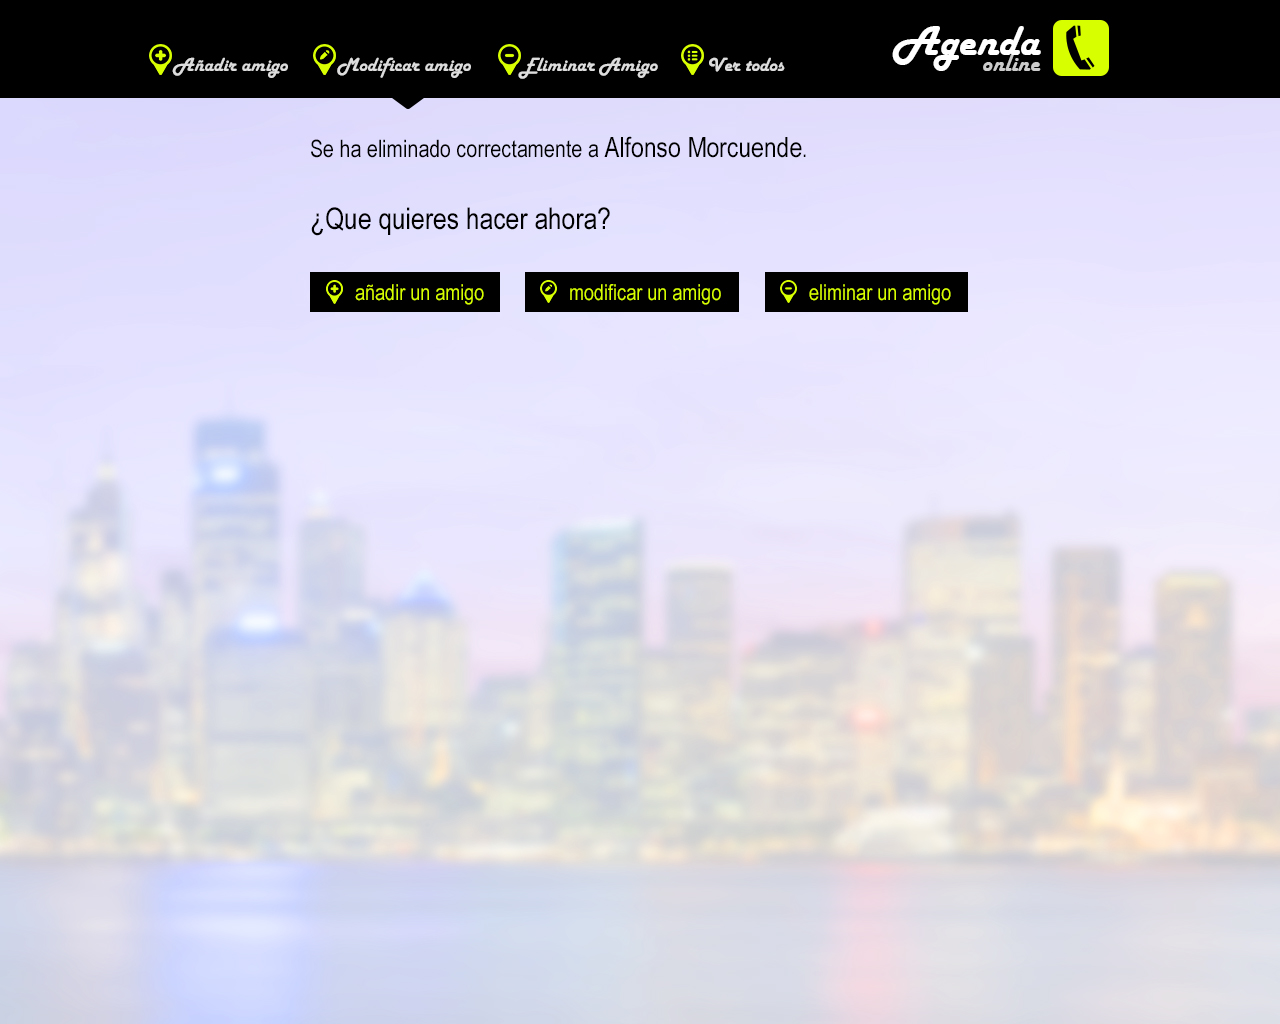 Añadir amigo Modificar amigo Eliminar Amigo Ver todos
Agenda
online
Se ha eliminado correctamente a Alfonso Morcuende.
¿Que quieres hacer ahora?
añadir un amigo modificar un amigo eliminar un amigo